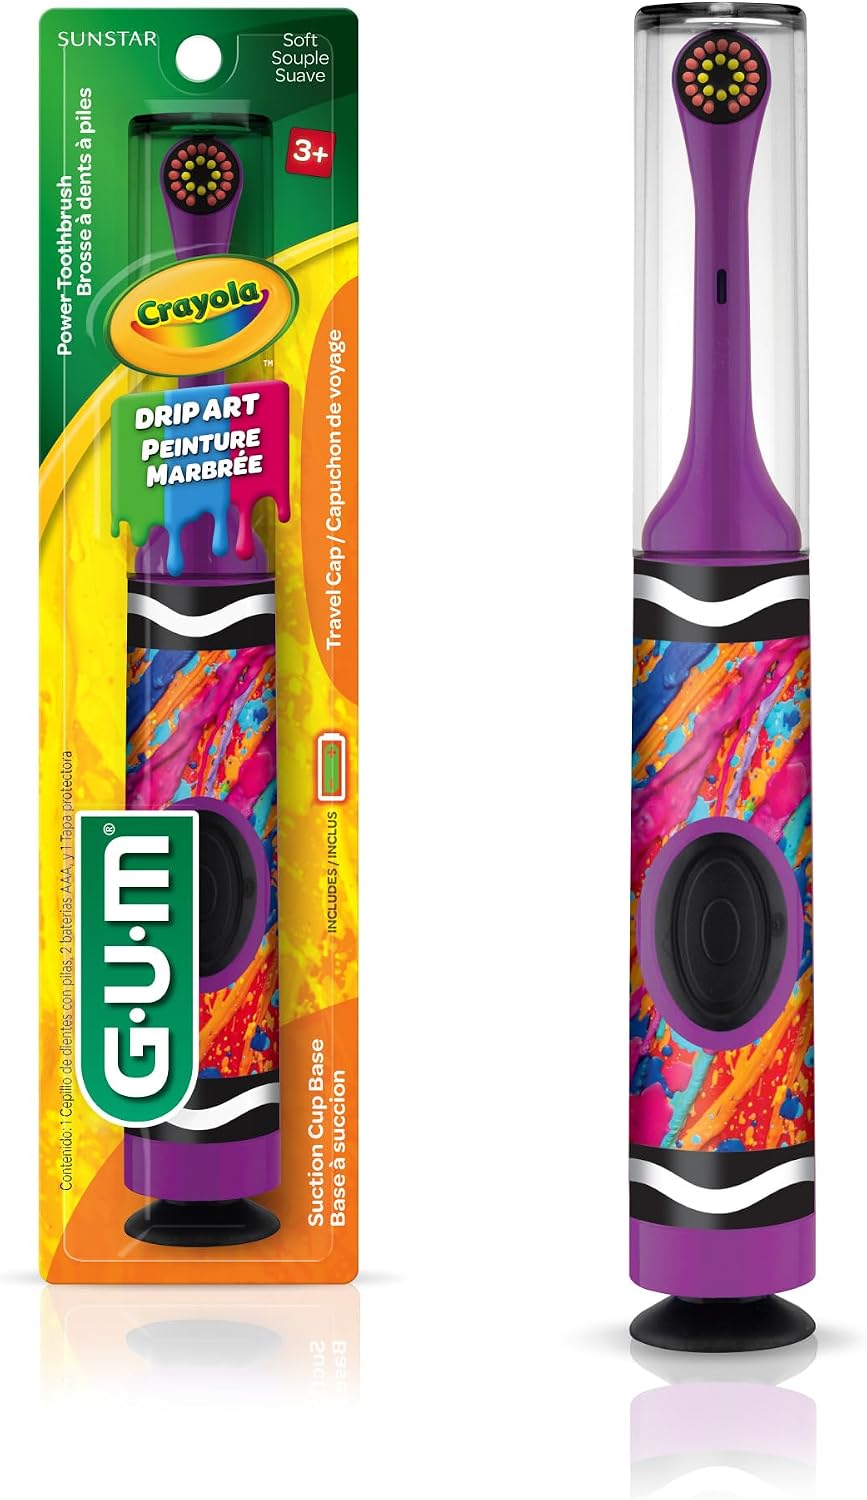 SUNSTAR
Soft
Souple
Suave
3+
Power Toothbrush
Brosse à dents à piles
Crayola
™
DRIP ART
PEINTURE
MARBRÉE
Travel Cap / Capuchon de voyage
INCLUDES / INCLUS
G·U·M®
Contenido: 1 Cepillo de dientes con pilas, 2 baterías AAA, y 1 Tapa protectora
Suction Cup Base
Base à succion